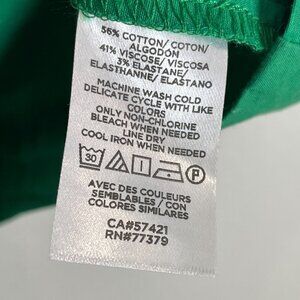 56% COTTON/COTON/
ALGODÓN
41% VISCOSE/VISCOSA
3% ELASTANE/
ELASTHANNE/ELASTANO
MACHINE WASH COLD
DELICATE CYCLE WITH LIKE
COLORS
ONLY NON-CHLORINE
BLEACH WHEN NEEDED
LINE DRY
COOL IRON WHEN NEEDED
30 P
AVEC DES COULEURS
SEMBLABLES / CON
COLORES SIMILARES
CA#57421
RN#77379